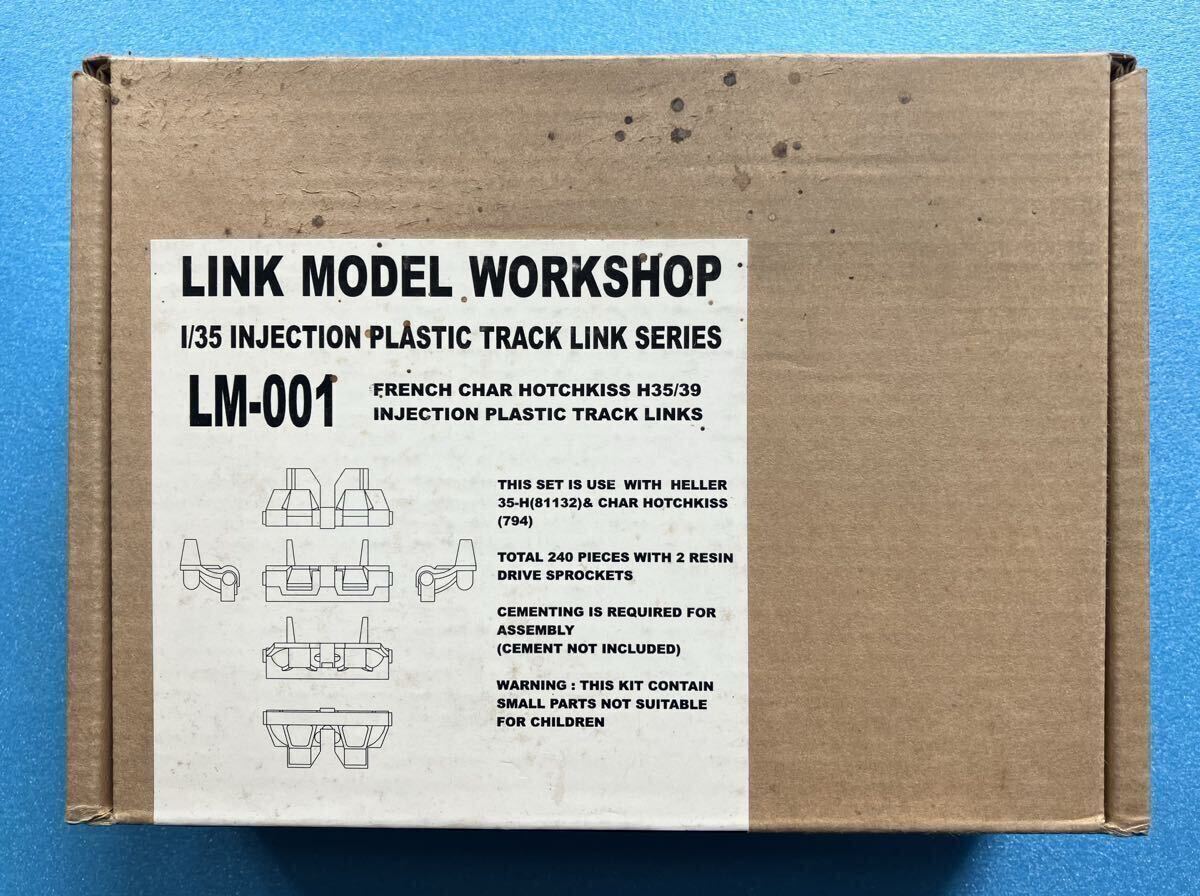 LINK MODEL WORKSHOP
I/35 INJECTION PLASTIC TRACK LINK SERIES
LM-001
FRENCH CHAR HOTCHKISS H35/39
INJECTION PLASTIC TRACK LINKS
THIS SET IS USE WITH HELLER
35-H(81132)& CHAR HOTCHKISS
(794)
TOTAL 240 PIECES WITH 2 RESIN
DRIVE SPROCKETS
CEMENTING IS REQUIRED FOR
ASSEMBLY
(CEMENT NOT INCLUDED)
WARNING : THIS KIT CONTAIN
SMALL PARTS NOT SUITABLE
FOR CHILDREN